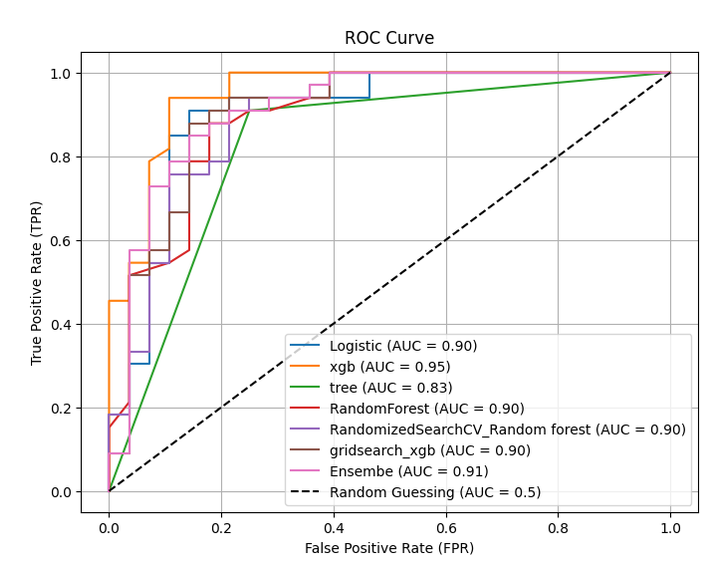 ROC Curve
True Positive Rate (TPR)
1.0
0.8
0.6
0.4
0.2
0.0
Logistic (AUC = 0.90)
xgb (AUC = 0.95)
tree (AUC = 0.83)
RandomForest (AUC = 0.90)
RandomizedSearchCV_Random forest (AUC = 0.90)
gridsearch_xgb (AUC = 0.90)
Ensembe (AUC = 0.91)
Random Guessing (AUC = 0.5)
0.0 0.2 0.4 0.6 0.8 1.0
False Positive Rate (FPR)